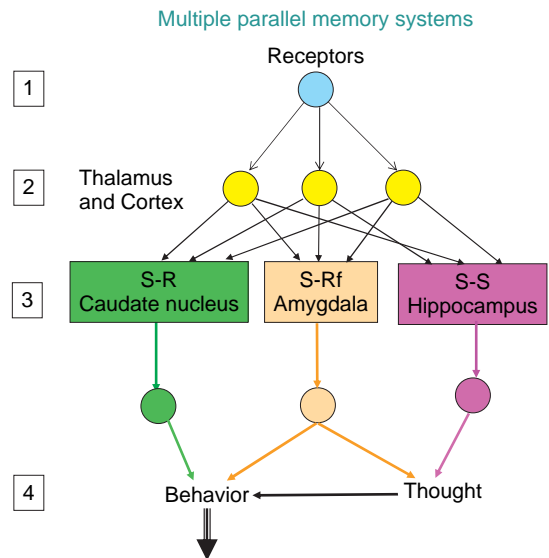 Multiple parallel memory systems
Receptors
1
2
Thalamus
and Cortex
3
S-R
Caudate nucleus
S-Rf
Amygdala
S-S
Hippocampus
4
Behavior
Thought